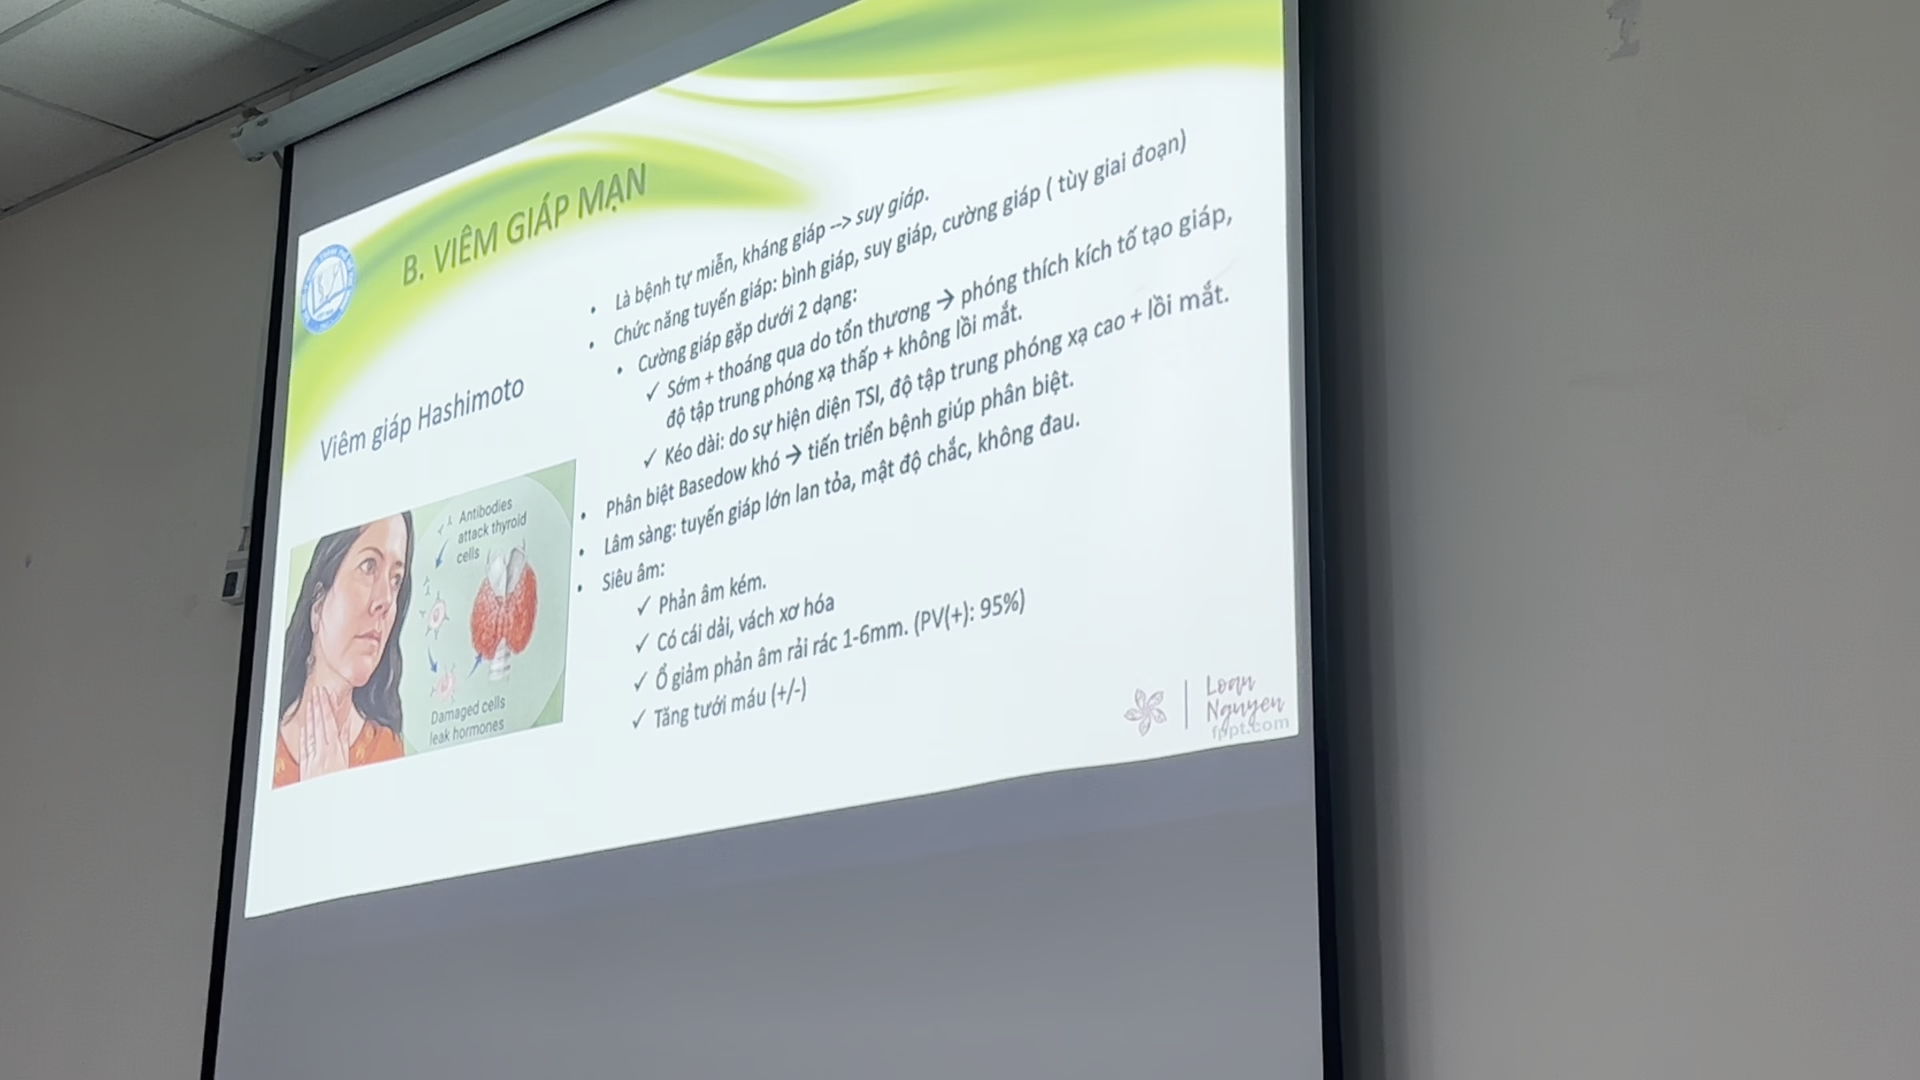 B. VIÊM GIÁP MẠN
Viêm giáp Hashimoto
Antibodies
attack thyroid
cells
Damaged cells
leak hormones
• Là bệnh tự miễn, kháng giáp --> suy giáp.
• Chức năng tuyến giáp: bình giáp, suy giáp, cường giáp ( tùy giai đoạn)
• Cường giáp gặp dưới 2 dạng:
✓ Sớm + thoáng qua do tổn thương → phóng thích kích tố tạo giáp,
độ tập trung phóng xạ thấp + không lồi mắt.
✓ Kéo dài: do sự hiện diện TSI, độ tập trung phóng xạ cao + lồi mắt.
• Phân biệt Basedow khó → tiến triển bệnh giúp phân biệt.
• Lâm sàng: tuyến giáp lớn lan tỏa, mật độ chắc, không đau.
• Siêu âm:
✓ Phản âm kém.
✓ Có cái dải, vách xơ hóa
✓ Ổ giảm phản âm rải rác 1-6mm. (PV(+): 95%)
✓ Tăng tưới máu (+/-)
Loan
Nguyen
fppt.com